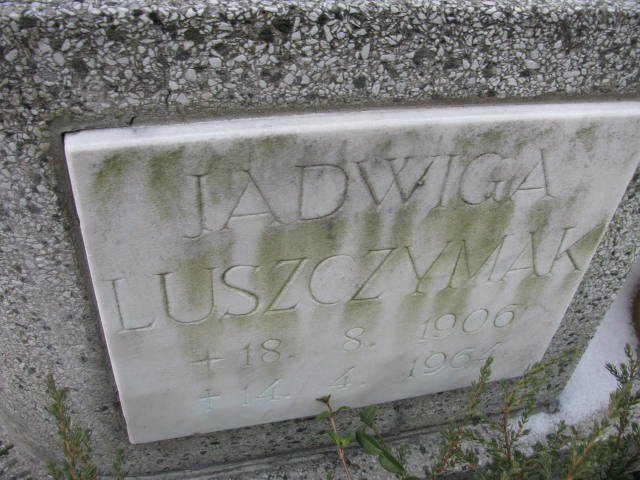 JADWIGA
LUSZCZYMAK
+ 18. 8. 1906
+ 14. 4. 1964